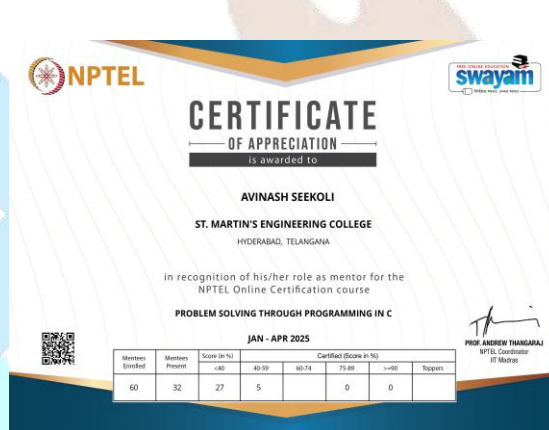 NPTEL
FREE ONLINE EDUCATION
swayam
CERTIFICATE
OF APPRECIATION
is awarded to
AVINASH SEEKOLI
ST. MARTIN'S ENGINEERING COLLEGE
HYDERABAD, TELANGANA
in recognition of his/her role as mentor for the
NPTEL Online Certification course
PROBLEM SOLVING THROUGH PROGRAMMING IN C
JAN - APR 2025
PROF. ANDREW THANGARAJ
NPTEL Coordinator
IIT Madras
Mentees Enrolled Mentees Present Score (in %) Certified (Score in %)
<40 40-59 60-74 75-89 >=90 Toppers
60 32 27 5 0 0